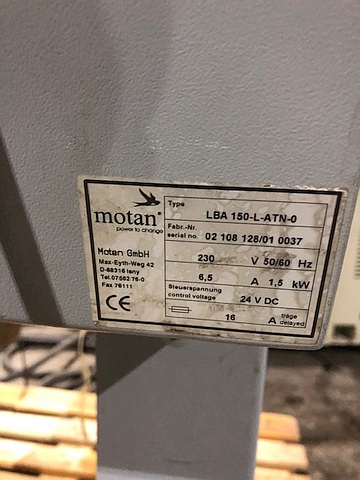 motan®
power to change
Motan GmbH
Max-Eyth-Weg 42
D-88316 Isny
Tel.07562/76-0
Fax 76111
CE
Type
LBA 150-L-ATN-0
Fabr.-Nr.
serial no. 02 108 128/01 0037
230 V 50/60 Hz
6,5 A 1,5 kW
Steuerspannung
control voltage 24 V DC
16 A träge
delayed